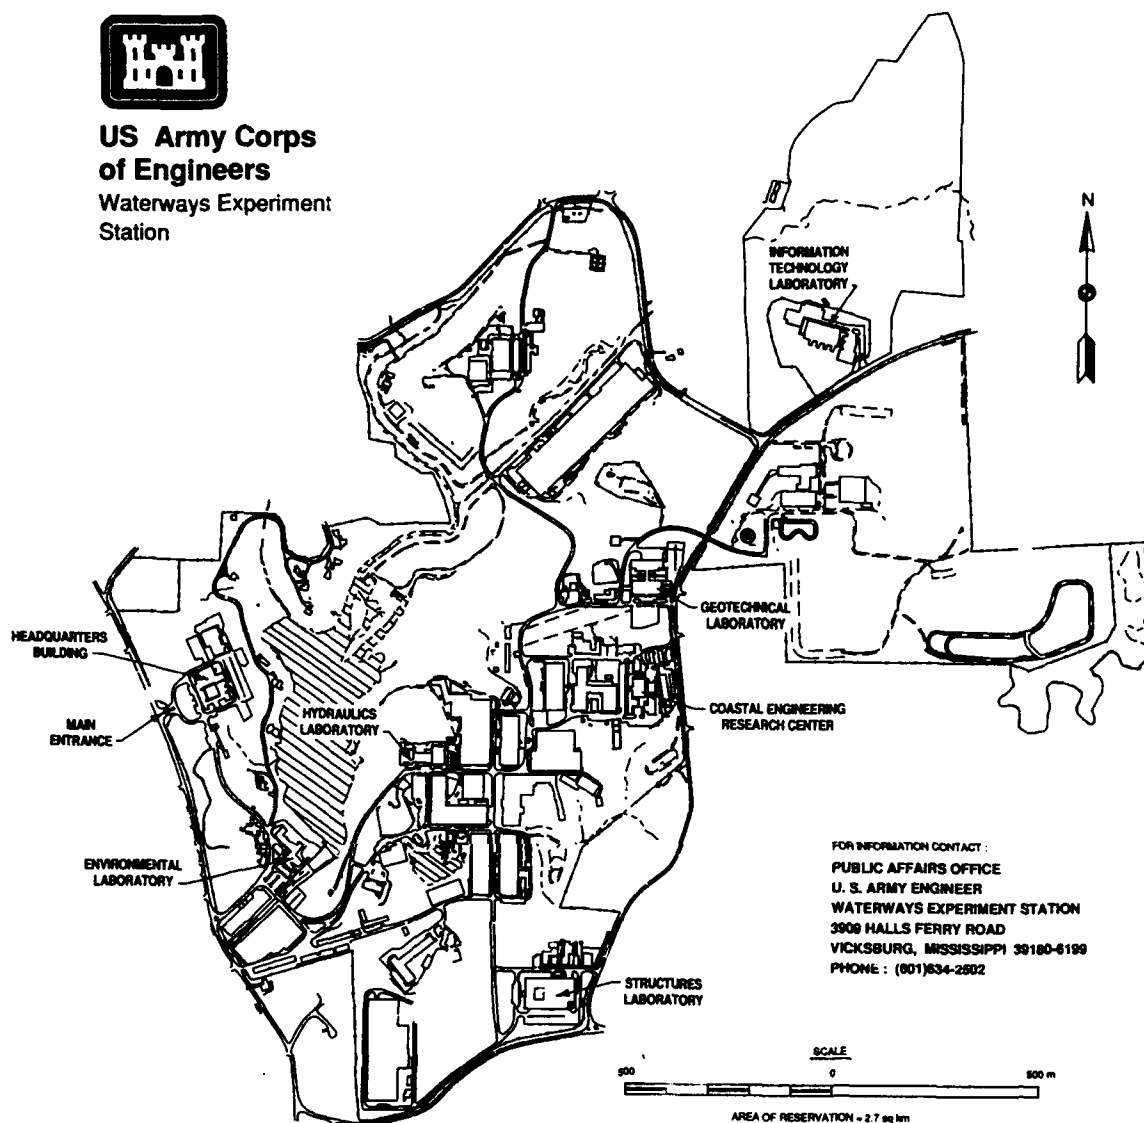 US Army Corps
of Engineers
Waterways Experiment
Station
N
INFORMATION
TECHNOLOGY
LABORATORY
GEOTECHNICAL
LABORATORY
HEADQUARTERS
BUILDING
MAIN
ENTRANCE
HYDRAULICS
LABORATORY
COASTAL ENGINEERING
RESEARCH CENTER
ENVIRONMENTAL
LABORATORY
STRUCTURES
LABORATORY
FOR INFORMATION CONTACT :
PUBLIC AFFAIRS OFFICE
U. S. ARMY ENGINEER
WATERWAYS EXPERIMENT STATION
3909 HALLS FERRY ROAD
VICKSBURG, MISSISSIPPI 39180-6199
PHONE : (601)634-2502
SCALE
500 0 500 m
AREA OF RESERVATION = 2.7 sq km